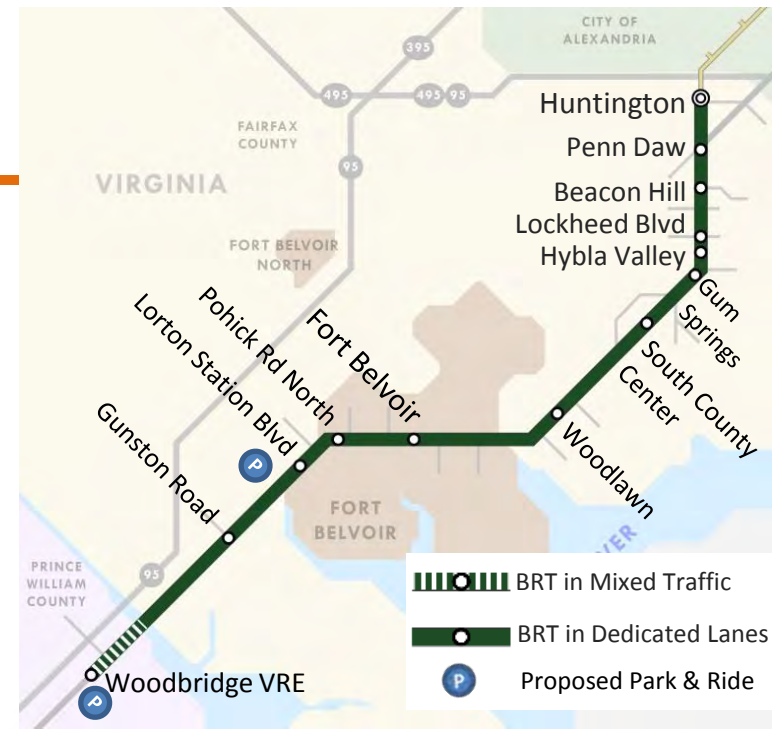 CITY OF
ALEXANDRIA
395
495
495
95
Huntington
FAIRFAX
COUNTY
Penn Daw
95
VIRGINIA
Beacon Hill
Lockheed Blvd
FORT BELVOIR
NORTH
Hybla Valley
Gum
Springs
Pohick Rd North
Fort Belvoir
Lorton Station Blvd
South County
Center
Gunston Road
Woodlawn
P
FORT
BELVOIR
VER
PRINCE
WILLIAM
COUNTY
95
BRT in Mixed Traffic
BRT in Dedicated Lanes
P
Proposed Park & Ride
Woodbridge VRE
P